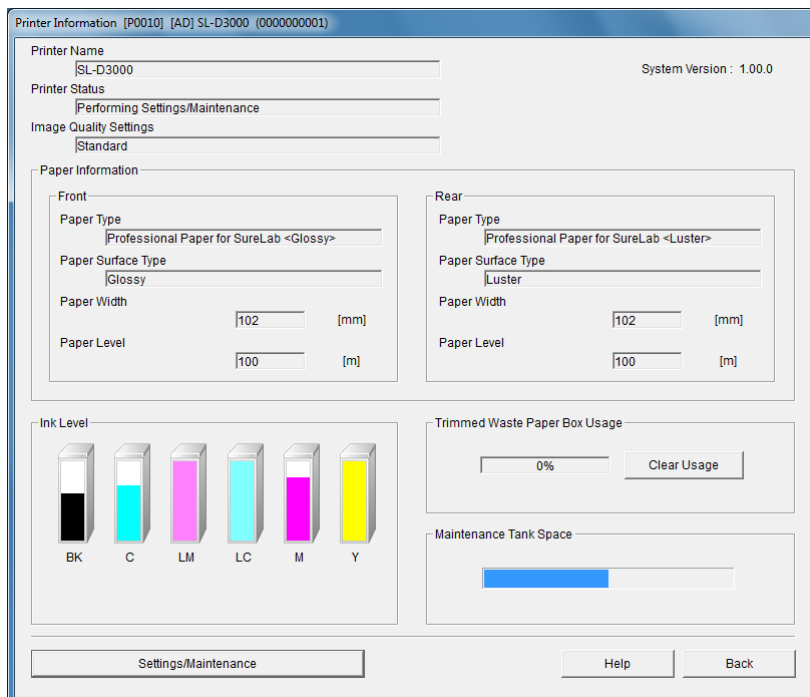 Printer Information [P0010] [AD] SL-D3000 (0000000001)
Printer Name
SL-D3000
System Version : 1.00.0
Printer Status
Performing Settings/Maintenance
Image Quality Settings
Standard
Paper Information
Front
Paper Type
Professional Paper for SureLab <Glossy>
Paper Surface Type
Glossy
Paper Width
102 [mm]
Paper Level
100 [m]
Rear
Paper Type
Professional Paper for SureLab <Luster>
Paper Surface Type
Luster
Paper Width
102 [mm]
Paper Level
100 [m]
Ink Level
BK C LM LC M Y
Trimmed Waste Paper Box Usage
0% Clear Usage
Maintenance Tank Space
Settings/Maintenance Help Back